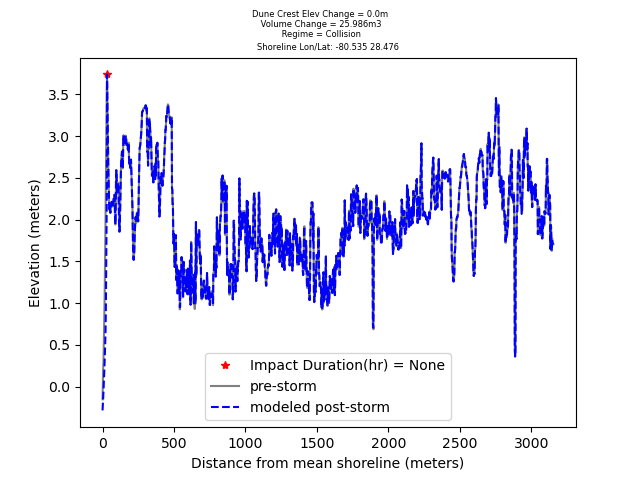 Dune Crest Elev Change = 0.0m
Volume Change = 25.986m3
Regime = Collision
Shoreline Lon/Lat: -80.535 28.476
3.5
3.0
2.5
2.0
1.5
1.0
0.5
0.0
Elevation (meters)
Impact Duration(hr) = None
pre-storm
modeled post-storm
0 500 1000 1500 2000 2500 3000
Distance from mean shoreline (meters)